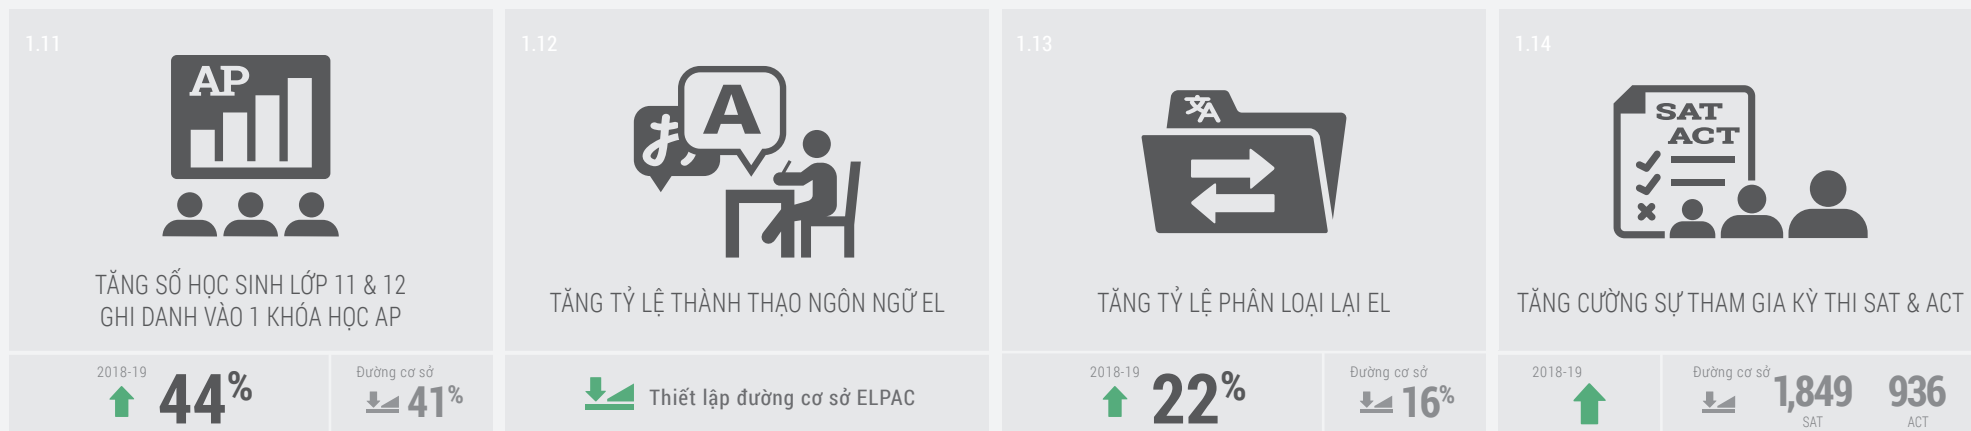 1.11
AP
TĂNG SỐ HỌC SINH LỚP 11 & 12
GHI DANH VÀO 1 KHÓA HỌC AP
2018-19
44%
Đường cơ sở
41%
1.12
あ
A
TĂNG TỶ LỆ THÀNH THẠO NGÔN NGỮ EL
Thiết lập đường cơ sở ELPAC
1.13
文A
TĂNG TỶ LỆ PHÂN LOẠI LẠI EL
2018-19
22%
Đường cơ sở
16%
1.14
SAT
ACT
TĂNG CƯỜNG SỰ THAM GIA KỲ THI SAT & ACT
2018-19
Đường cơ sở
1,849
SAT
936
ACT